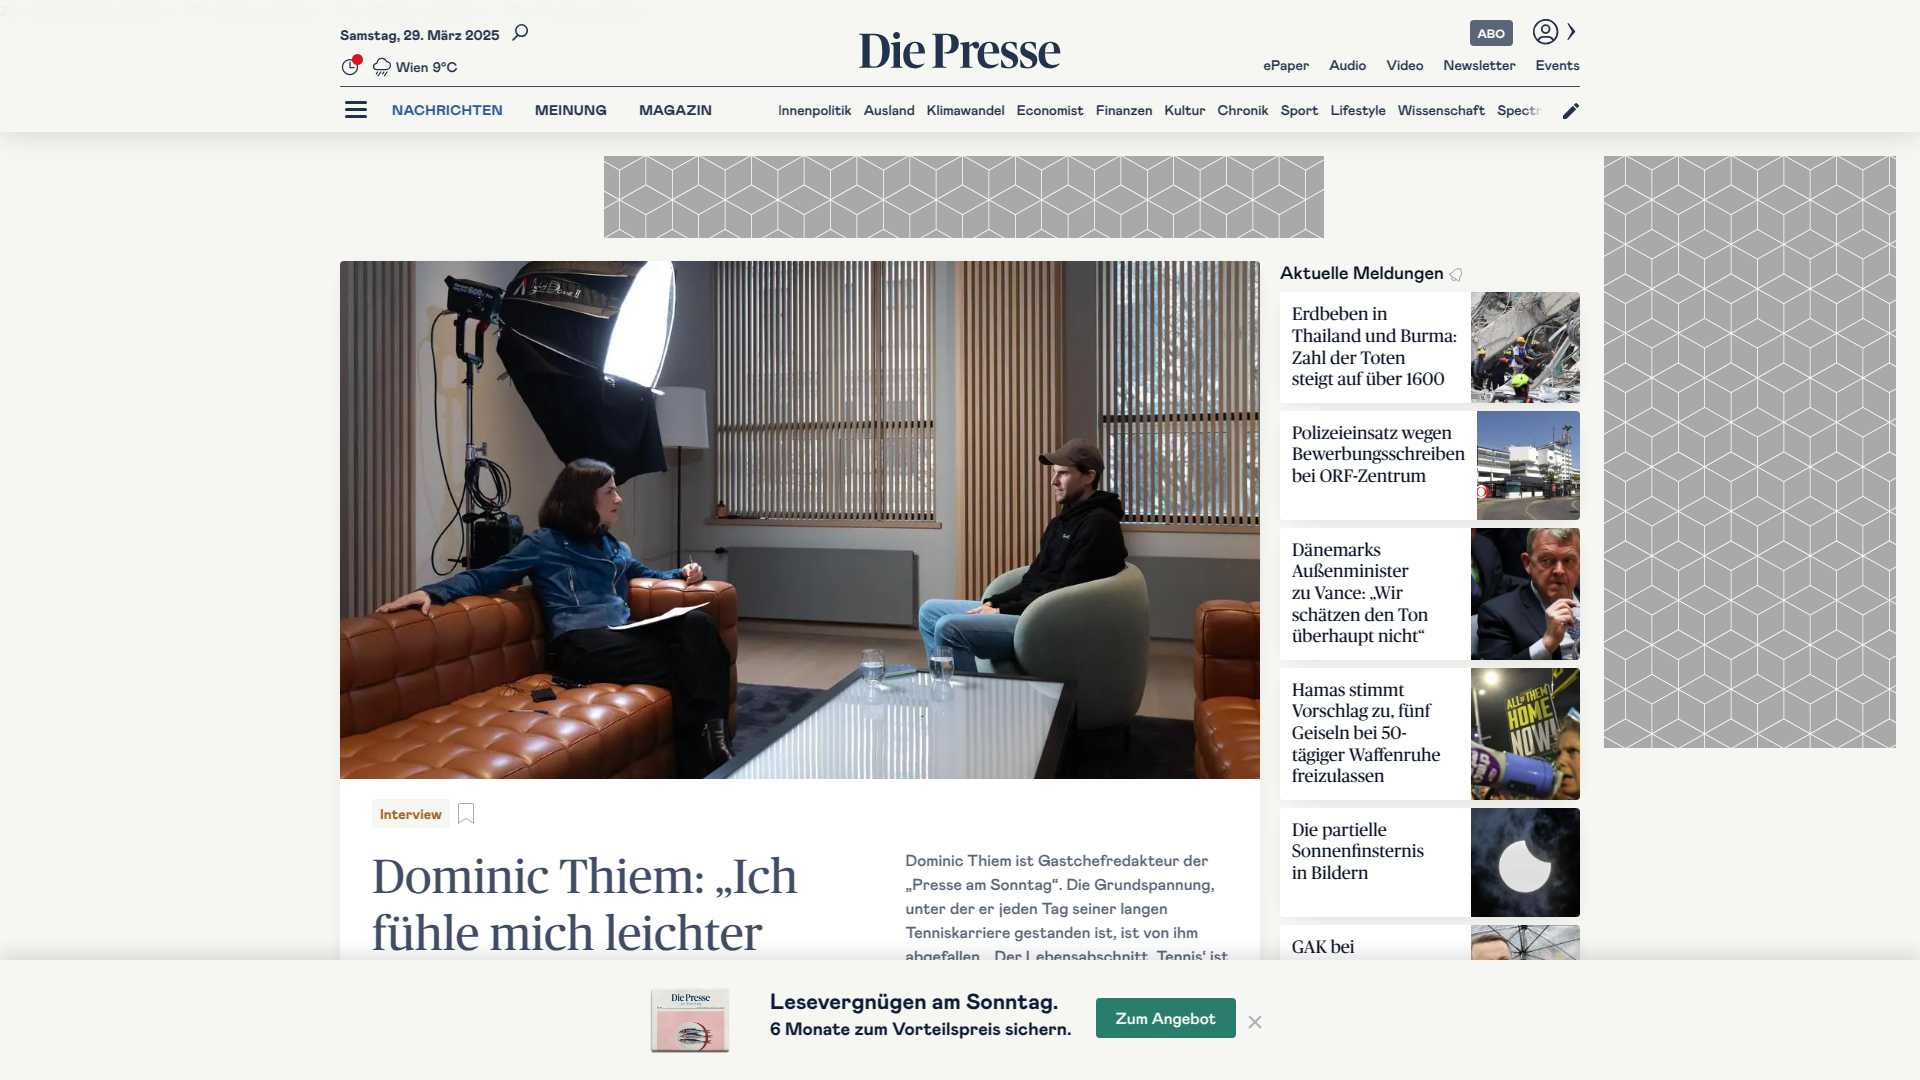 Samstag, 29. März 2025
Wien 9°C
Die Presse
ABO
ePaper Audio Video Newsletter Events
NACHRICHTEN MEINUNG MAGAZIN
Innenpolitik Ausland Klimawandel Economist Finanzen Kultur Chronik Sport Lifestyle Wissenschaft Spectr
Interview
Dominic Thiem: „Ich
fühle mich leichter
Dominic Thiem ist Gastchefredakteur der
„Presse am Sonntag“. Die Grundspannung,
unter der er jeden Tag seiner langen
Tenniskarriere gestanden ist, ist von ihm
abgefallen. „Der Lebensabschnitt ‚Tennis‘ ist
Aktuelle Meldungen
Erdbeben in
Thailand und Burma:
Zahl der Toten
steigt auf über 1600
Polizeieinsatz wegen
Bewerbungsschreiben
bei ORF-Zentrum
Dänemarks
Außenminister
zu Vance: „Wir
schätzen den Ton
überhaupt nicht“
Hamas stimmt
Vorschlag zu, fünf
Geiseln bei 50-
tägiger Waffenruhe
freizulassen
ALL OF THEM
HOME
NOW!
Die partielle
Sonnenfinsternis
in Bildern
GAK bei
Die Presse
Lesevergnügen am Sonntag.
6 Monate zum Vorteilspreis sichern.
Zum Angebot